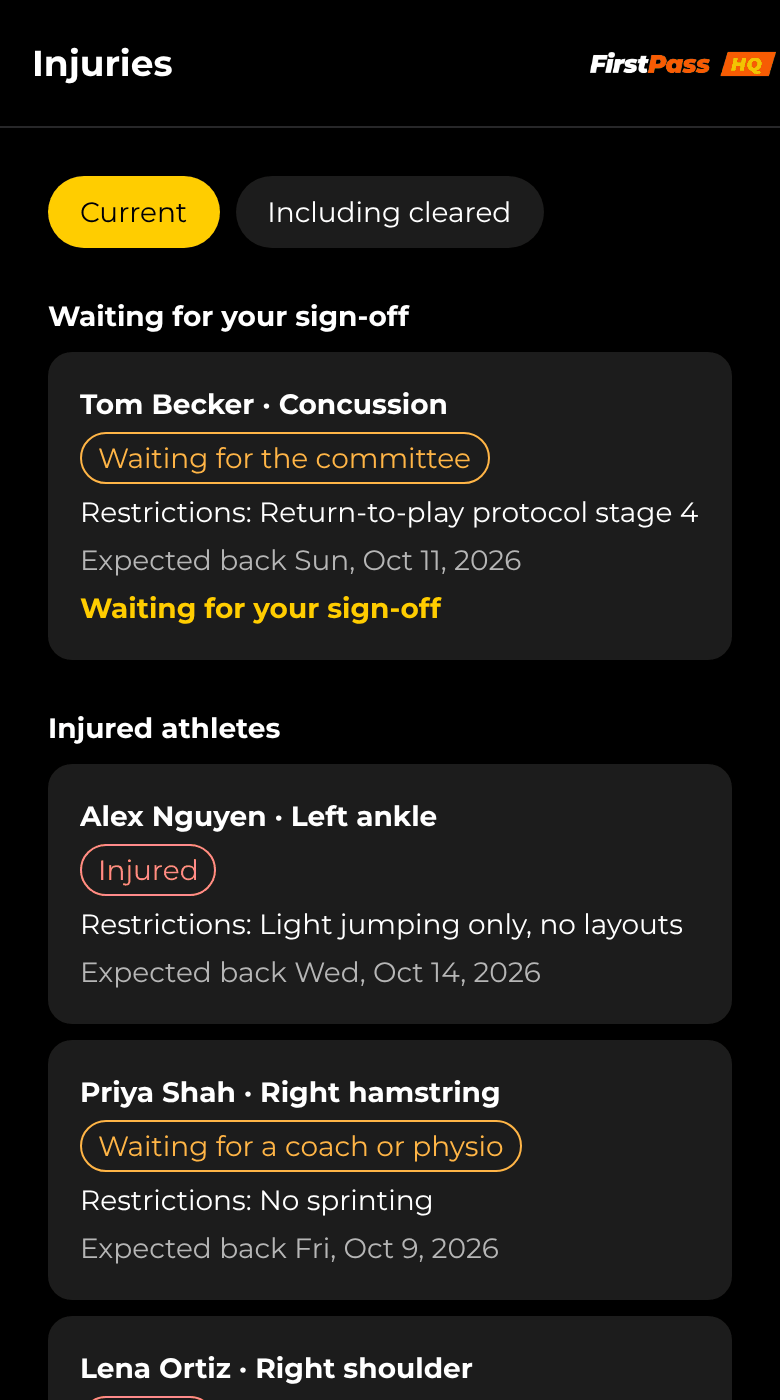 Injuries
FirstPass HQ
Current
Including cleared
Waiting for your sign-off
Tom Becker · Concussion
Waiting for the committee
Restrictions: Return-to-play protocol stage 4
Expected back Sun, Oct 11, 2026
Waiting for your sign-off
Injured athletes
Alex Nguyen · Left ankle
Injured
Restrictions: Light jumping only, no layouts
Expected back Wed, Oct 14, 2026
Priya Shah · Right hamstring
Waiting for a coach or physio
Restrictions: No sprinting
Expected back Fri, Oct 9, 2026
Lena Ortiz · Right shoulder